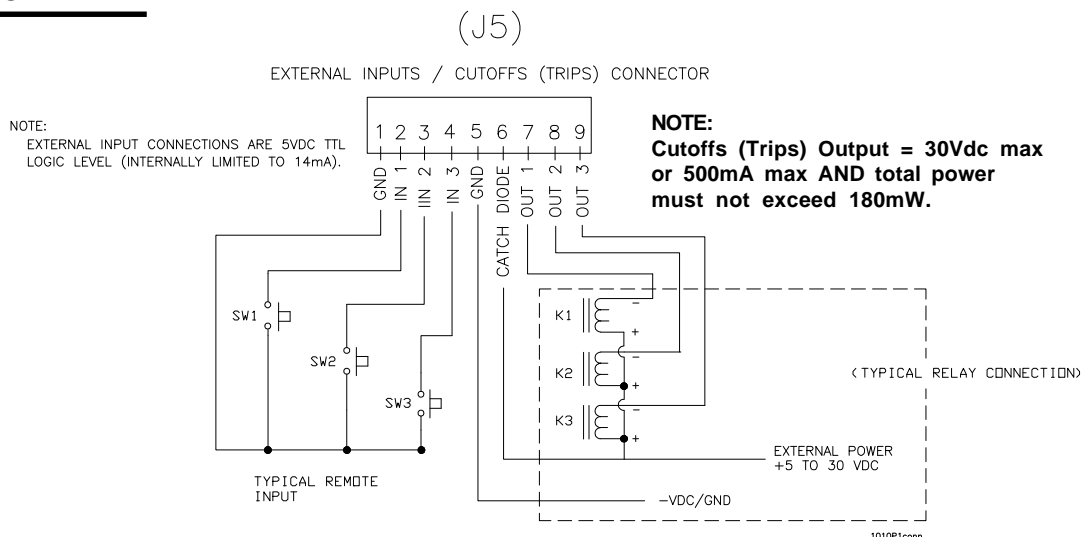 (J5)
EXTERNAL INPUTS / CUTOFFS (TRIPS) CONNECTOR
NOTE:
EXTERNAL INPUT CONNECTIONS ARE 5VDC TTL
LOGIC LEVEL (INTERNALLY LIMITED TO 14mA).
NOTE:
Cutoffs (Trips) Output = 30Vdc max
or 500mA max AND total power
must not exceed 180mW.
1 2 3 4 5 6 7 8 9
GND
IN 1
IIN 2
IN 3
GND
CATCH DIODE
OUT 1
OUT 2
OUT 3
SW1
SW2
SW3
K1
- +
K2
- +
K3
- +
(TYPICAL RELAY CONNECTION)
EXTERNAL POWER
+5 TO 30 VDC
-VDC/GND
TYPICAL REMOTE
INPUT